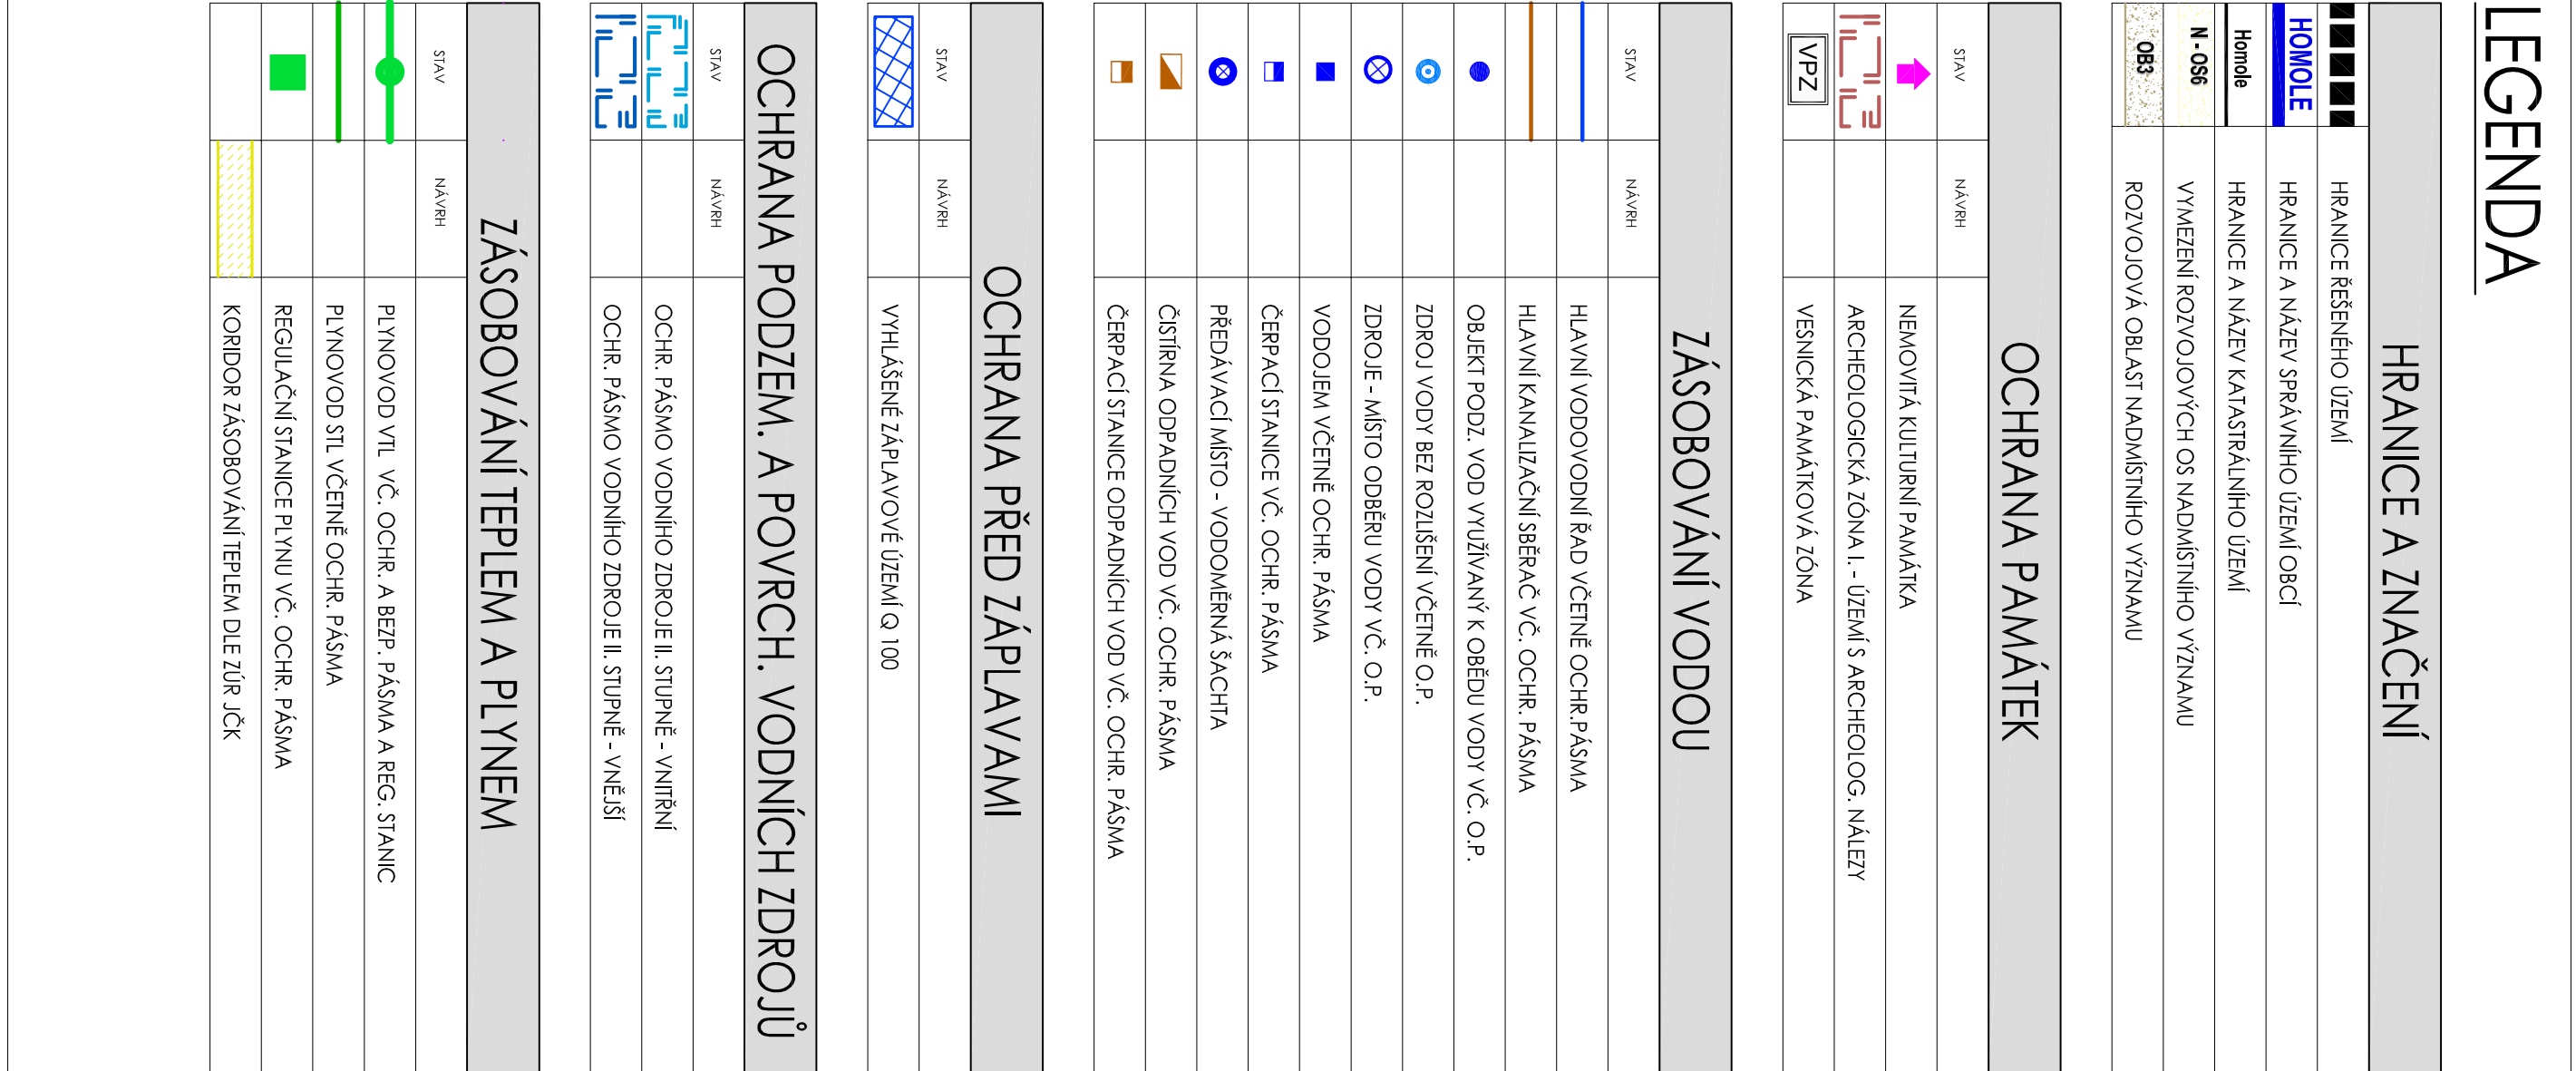 LEGENDA
HRANICE A ZNAČENÍ
HRANICE ŘEŠENÉHO ÚZEMÍ
HOMOLE HRANICE A NÁZEV SPRÁVNÍHO ÚZEMÍ OBCÍ
Homole HRANICE A NÁZEV KATASTRÁLNÍHO ÚZEMÍ
N - OS6 VYMEZENÍ ROZVOJOVÝCH OS NADMÍSTNÍHO VÝZNAMU
OB3 ROZVOJOVÁ OBLAST NADMÍSTNÍHO VÝZNAMU
OCHRANA PAMÁTEK
STAV NÁVRH
NEMOVITÁ KULTURNÍ PAMÁTKA
ARCHEOLOGICKÁ ZÓNA I. - ÚZEMÍ S ARCHEOLOG. NÁLEZY
VPZ VESNICKÁ PAMÁTKOVÁ ZÓNA
ZÁSOBOVÁNÍ VODOU
STAV NÁVRH
HLAVNÍ VODOVODNÍ ŘAD VČETNĚ OCHR.PÁSMA
HLAVNÍ KANALIZAČNÍ SBĚRAČ VČ. OCHR. PÁSMA
OBJEKT PODZ. VOD VYUŽÍVANÝ K OBĚDU VODY VČ. O.P.
ZDROJ VODY BEZ ROZLIŠENÍ VČETNĚ O.P.
ZDROJE - MÍSTO ODBĚRU VODY VČ. O.P.
VODOJEM VČETNĚ OCHR. PÁSMA
ČERPACÍ STANICE VČ. OCHR. PÁSMA
PŘEDÁVACÍ MÍSTO - VODOMĚRNÁ ŠACHTA
ČISTÍRNA ODPADNÍCH VOD VČ. OCHR. PÁSMA
ČERPACÍ STANICE ODPADNÍCH VOD VČ. OCHR. PÁSMA
OCHRANA PŘED ZÁPLAVAMI
STAV NÁVRH
VYHLÁŠENÉ ZÁPLAVOVÉ ÚZEMÍ Q 100
OCHRANA PODZEM. A POVRCH. VODNÍCH ZDROJŮ
STAV NÁVRH
OCHR. PÁSMO VODNÍHO ZDROJE II. STUPNĚ - VNITŘNÍ
OCHR. PÁSMO VODNÍHO ZDROJE II. STUPNĚ - VNĚJŠÍ
ZÁSOBOVÁNÍ TEPLEM A PLYNEM
STAV NÁVRH
PLYNOVOD VTL VČ. OCHR. A BEZP. PÁSMA A REG. STANIC
PLYNOVOD STL VČETNĚ OCHR. PÁSMA
REGULAČNÍ STANICE PLYNU VČ. OCHR. PÁSMA
KORIDOR ZÁSOBOVÁNÍ TEPLEM DLE ZÚR JČK